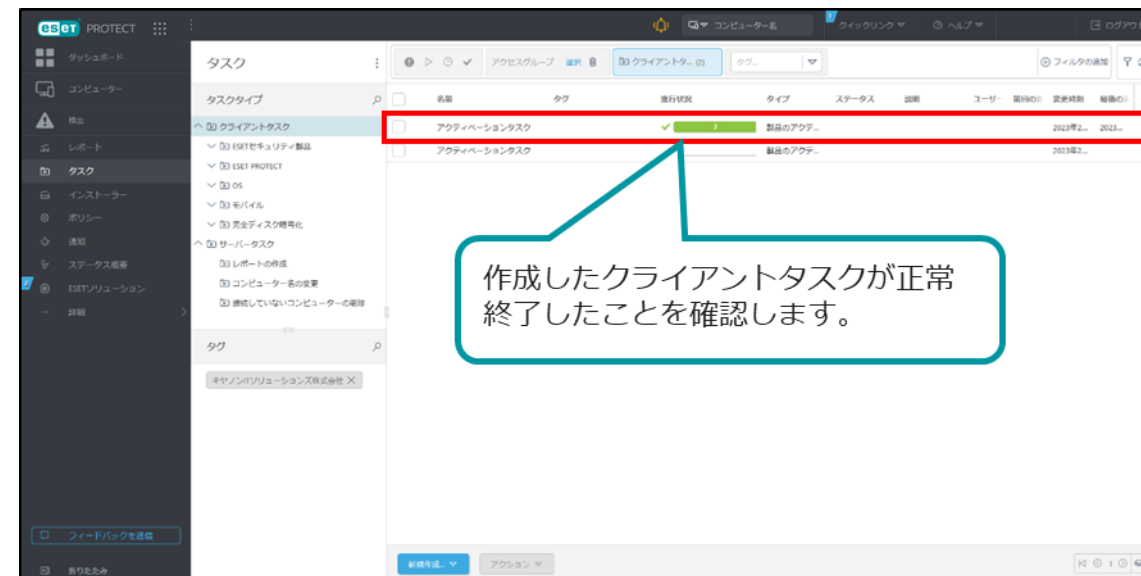 eset PROTECT
コンピューター名
クイックリンク
ヘルプ
ログアウ
ダッシュボード
コンピューター
検出
レポート
タスク
インストーラー
ポリシー
通知
ステータス概要
ESETソリューション
詳細
フィードバックを送信
折りたたみ
タスク
タスクタイプ
クライアントタスク
ESETセキュリティ製品
ESET PROTECT
OS
モバイル
完全ディスク暗号化
サーバータスク
レポートの作成
コンピューター名の変更
接続していないコンピューターの削除
タグ
キヤノンITソリューションズ株式会社
アクセスグループ 選択
クライアントタ... (2)
タグ...
フィルタの追加
名前 タグ 進行状況 タイプ ステータス 説明 ユーザー 変更時刻
アクティベーションタスク 2 製品のアクテ... 2023年2... 2023...
アクティベーションタスク 製品のアクテ... 2023年2...
作成したクライアントタスクが正常
終了したことを確認します。
新規作成... アクション
1